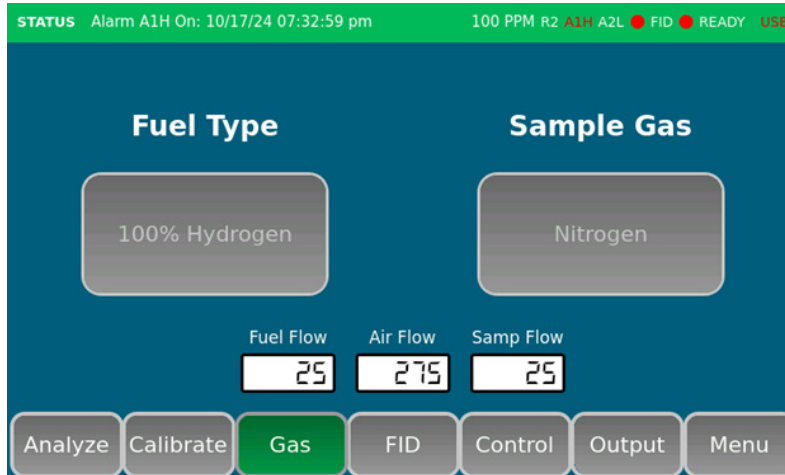 STATUS Alarm A1H On: 10/17/24 07:32:59 pm 100 PPM R2 A1H A2L FID READY USE
Fuel Type Sample Gas
100% Hydrogen Nitrogen
Fuel Flow Air Flow Samp Flow
25 275 25
Analyze Calibrate Gas FID Control Output Menu